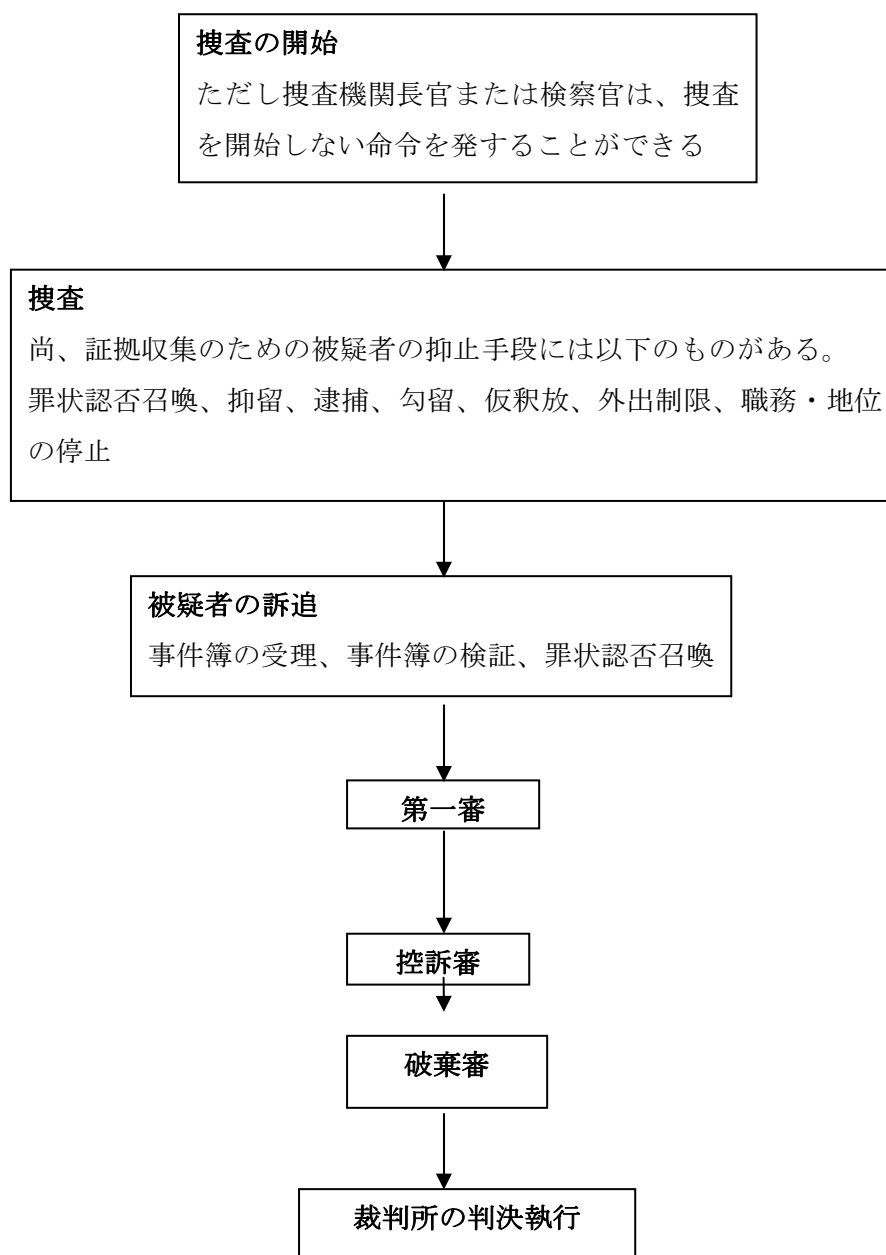 捜査の開始
ただし捜査機関長官または検察官は、捜査
を開始しない命令を発することができる
捜査
尚、証拠収集のための被疑者の抑止手段には以下のものがある。
罪状認否召喚、抑留、逮捕、勾留、仮釈放、外出制限、職務・地位
の停止
被疑者の訴追
事件簿の受理、事件簿の検証、罪状認否召喚
第一審
控訴審
破棄審
裁判所の判決執行